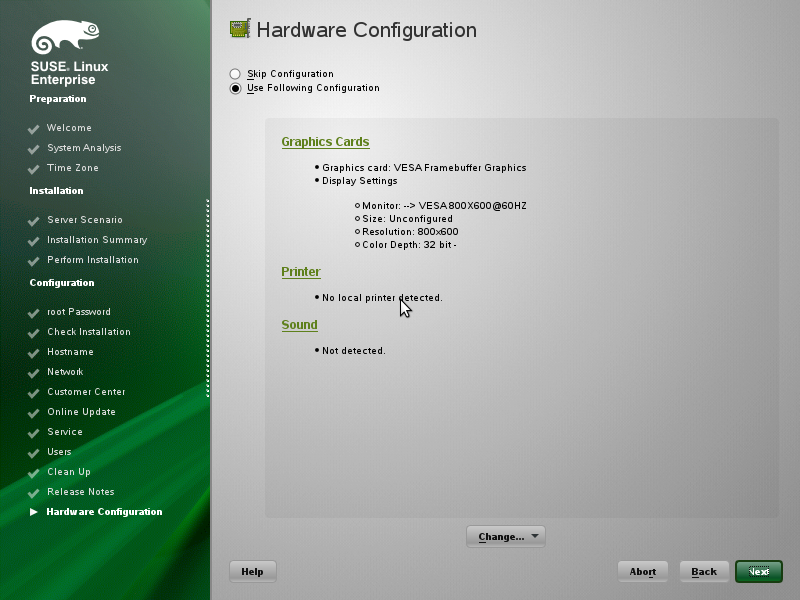 SUSE® Linux
Enterprise
Preparation
Welcome
System Analysis
Time Zone
Installation
Server Scenario
Installation Summary
Perform Installation
Configuration
root Password
Check Installation
Hostname
Network
Customer Center
Online Update
Service
Users
Clean Up
Release Notes
Hardware Configuration
Hardware Configuration
Skip Configuration
Use Following Configuration
Graphics Cards
Graphics card: VESA Framebuffer Graphics
Display Settings
Monitor: --> VESA 800X600@60HZ
Size: Unconfigured
Resolution: 800x600
Color Depth: 32 bit -
Printer
No local printer detected.
Sound
Not detected.
Change...
Help
Abort
Back
Next